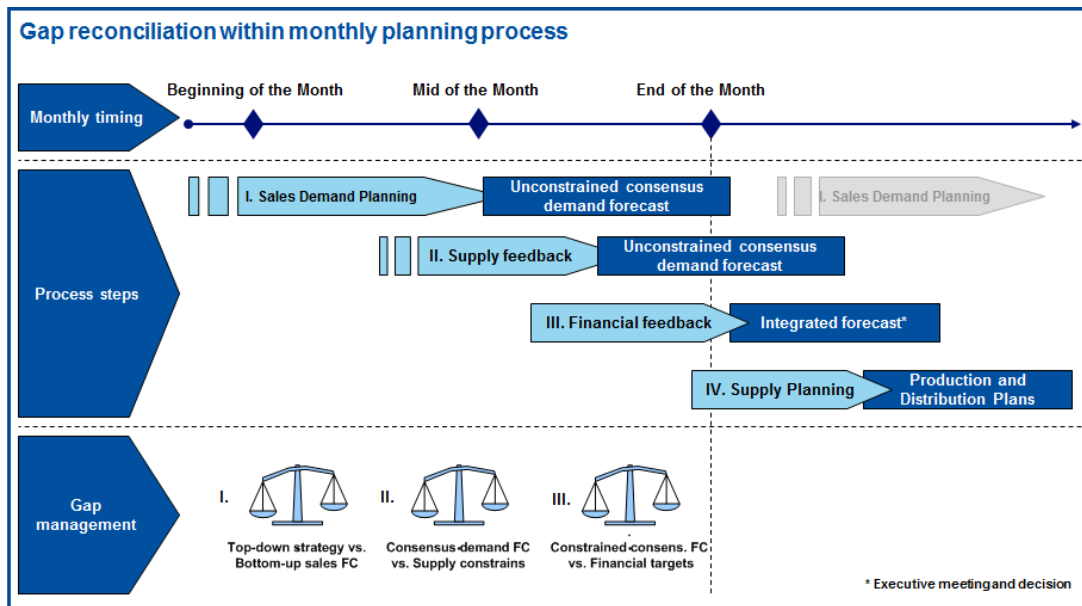 Gap reconciliation within monthly planning process
Monthly timing
Beginning of the Month
Mid of the Month
End of the Month
Process steps
I. Sales Demand Planning
Unconstrained consensus
demand forecast
I. Sales Demand Planning
II. Supply feedback
Unconstrained consensus
demand forecast
III. Financial feedback
Integrated forecast*
IV. Supply Planning
Production and
Distribution Plans
Gap
management
I.
Top-down strategy vs.
Bottom-up sales FC
II.
Consensus-demand FC
vs. Supply constrains
III.
Constrained-consens. FC
vs. Financial targets
* Executive meeting and decision